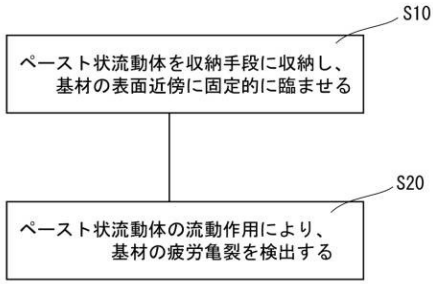 S10
ペースト状流動体を収納手段に収納し、
基材の表面近傍に固定的に臨ませる
S20
ペースト状流動体の流動作用により、
基材の疲労亀裂を検出する